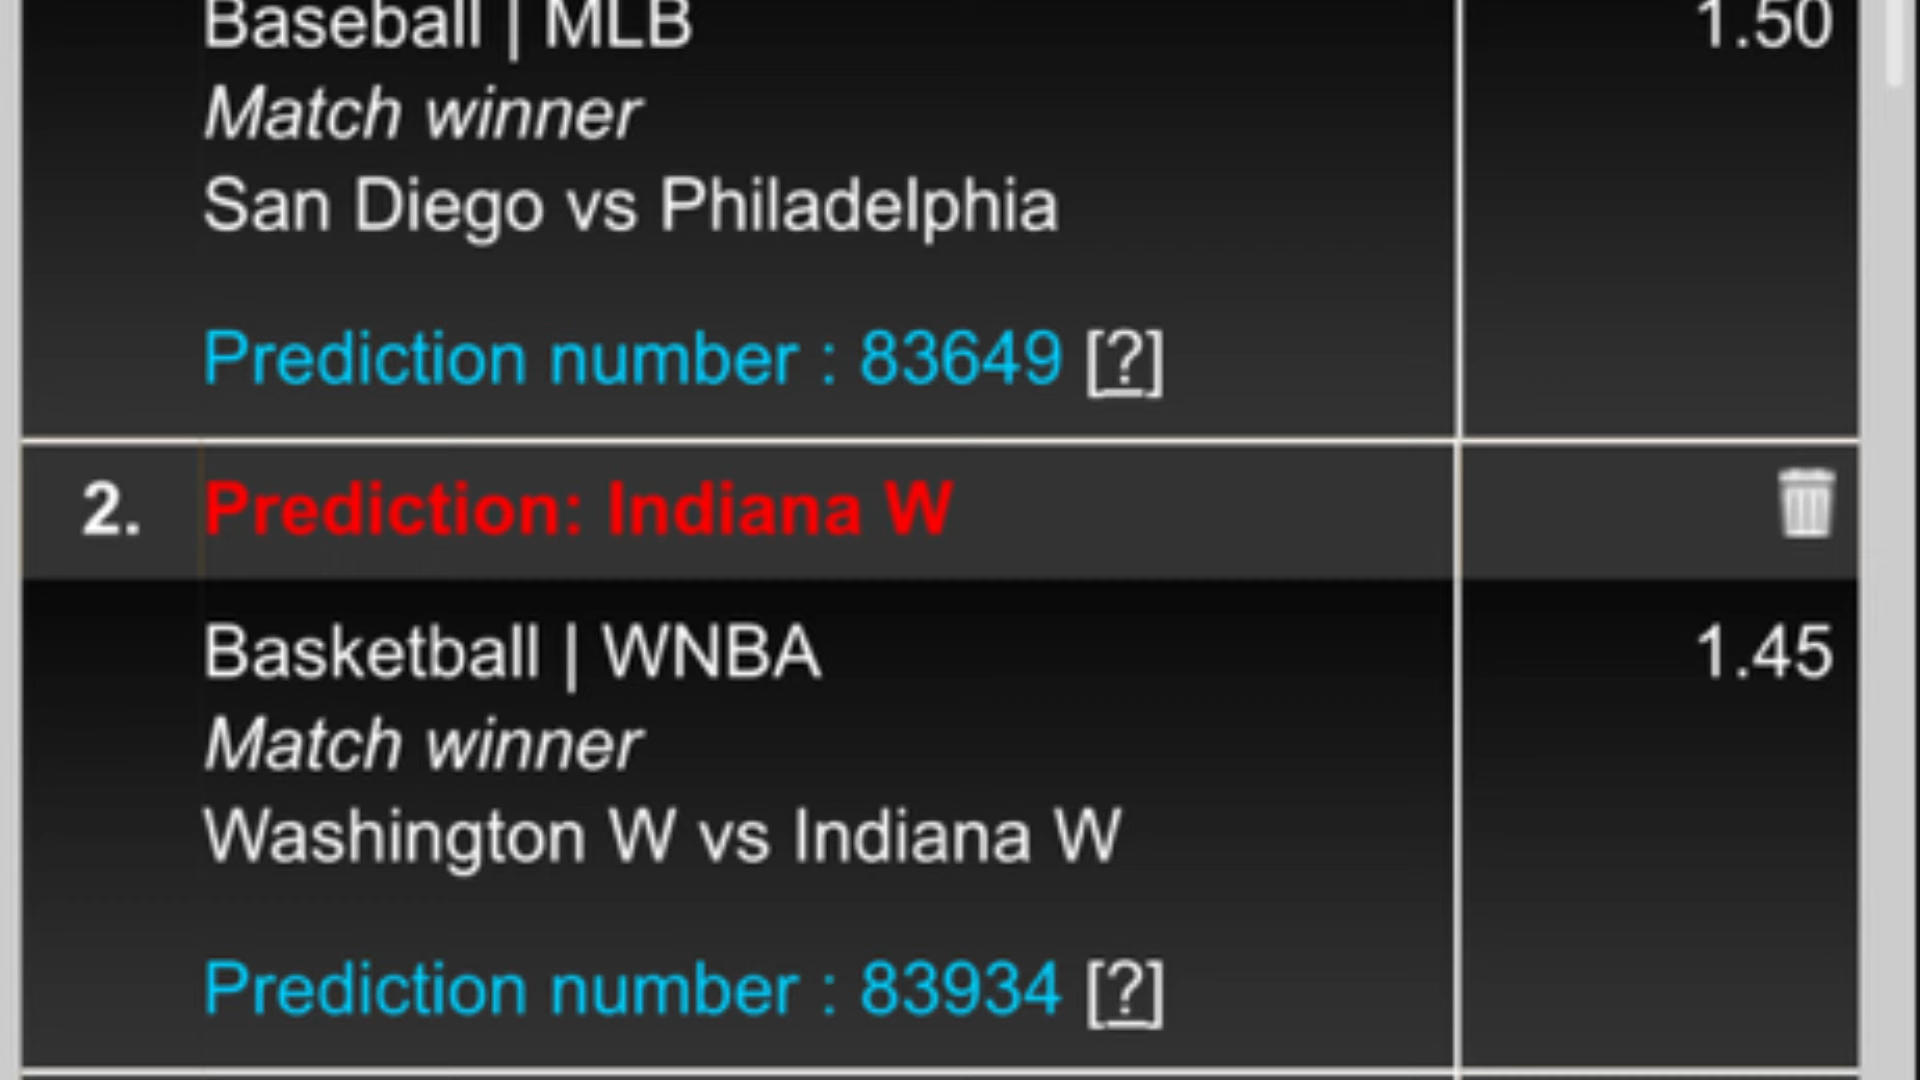 Baseball | MLB
1.50
Match winner
San Diego vs Philadelphia
Prediction number : 83649 [?]
2. Prediction: Indiana W
Basketball | WNBA
1.45
Match winner
Washington W vs Indiana W
Prediction number : 83934 [?]